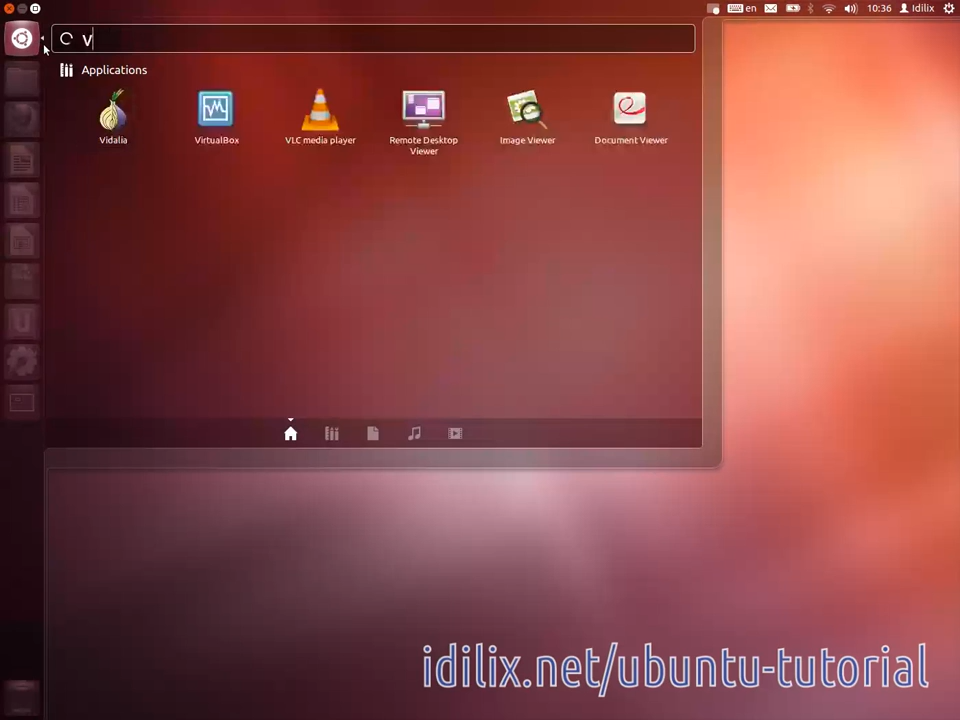 en 10:36 Idilix
V
Applications
Vidalia VirtualBox VLC media player Remote Desktop Viewer Image Viewer Document Viewer
idilix.net/ubuntu-tutorial